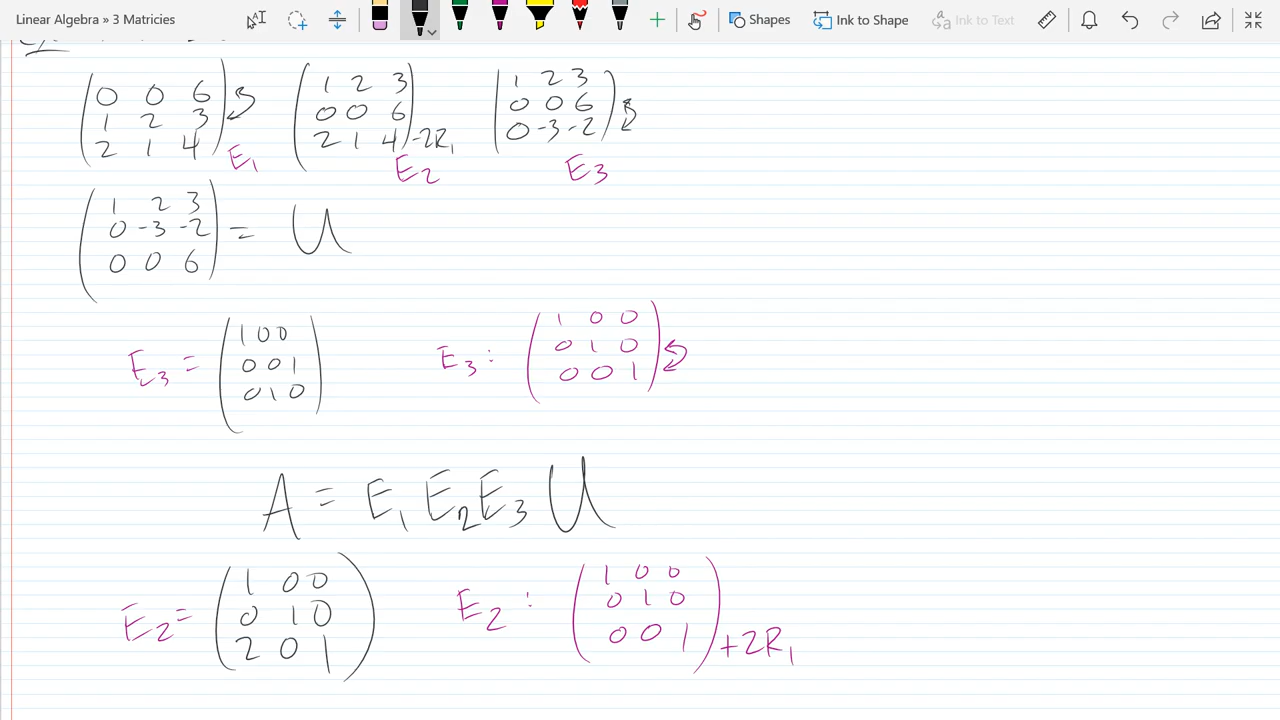 Linear Algebra » 3 Matricies
Shapes
Ink to Shape
Ink to Text
0 0 6
1 2 3
2 1 4
E1
1 2 3
0 0 6
2 1 4 -2R1
E2
1 2 3
0 0 6
0 -3 -2
E3
1 2 3
0 -3 -2
0 0 6
= U
E3 =
1 0 0
0 0 1
0 1 0
E3 :
1 0 0
0 1 0
0 0 1
A = E1 E2 E3 U
E2 =
1 0 0
0 1 0
2 0 1
E2 :
1 0 0
0 1 0
0 0 1 +2R1